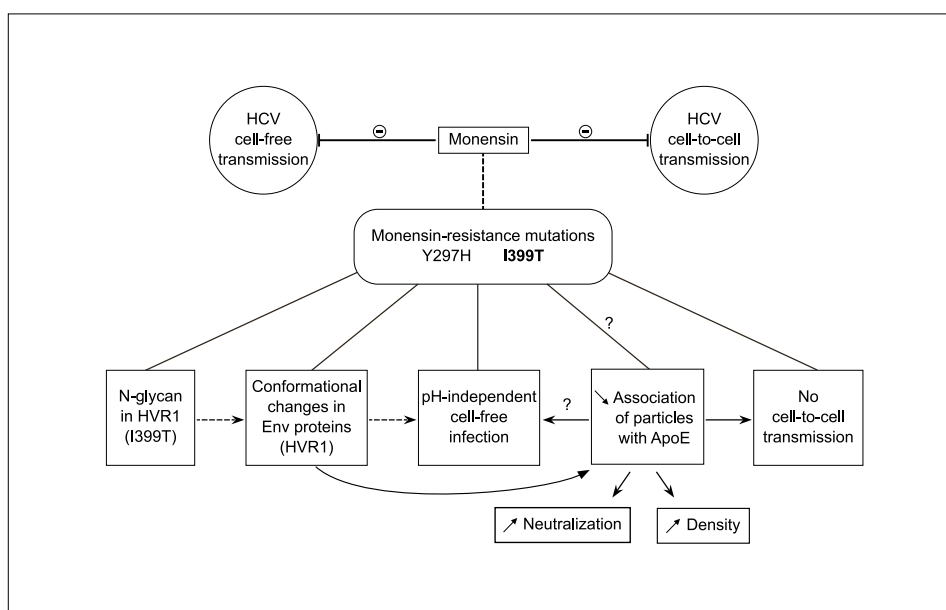 HCV
cell-free
transmission
⊖
Monensin
⊖
HCV
cell-to-cell
transmission
Monensin-resistance mutations
Y297H I399T
?
N-glycan
in HVR1
(I399T)
Conformational
changes in
Env proteins
(HVR1)
pH-independent
cell-free
infection
?
↘ Association
of particles
with ApoE
No
cell-to-cell
transmission
↗ Neutralization
↗ Density